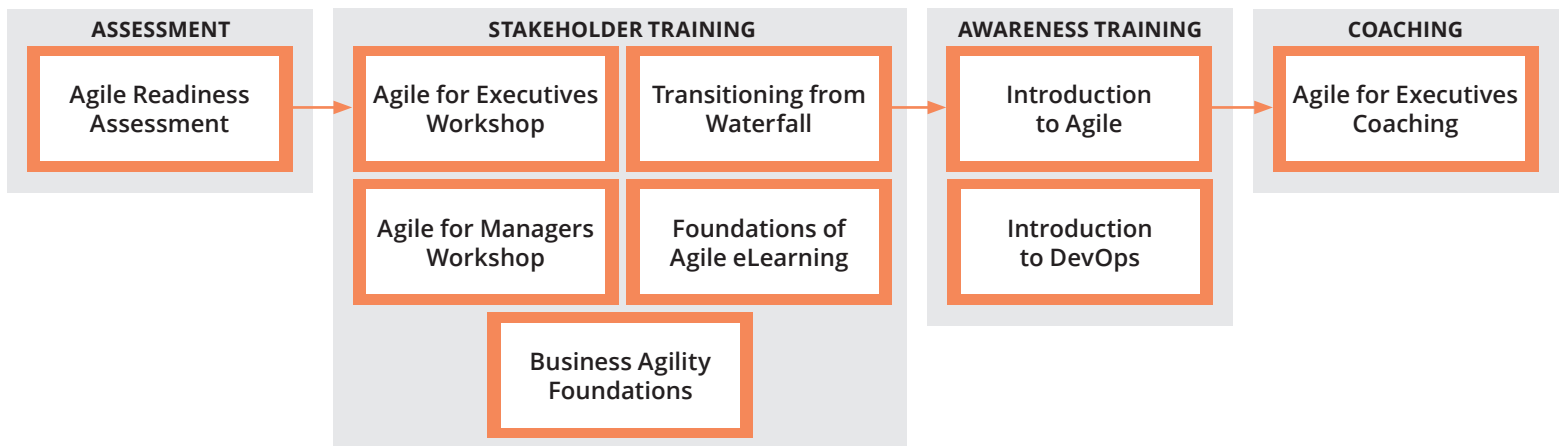 ASSESSMENT
Agile Readiness
Assessment
STAKEHOLDER TRAINING
Agile for Executives
Workshop
Transitioning from
Waterfall
Agile for Managers
Workshop
Foundations of
Agile eLearning
Business Agility
Foundations
AWARENESS TRAINING
Introduction
to Agile
Introduction
to DevOps
COACHING
Agile for Executives
Coaching